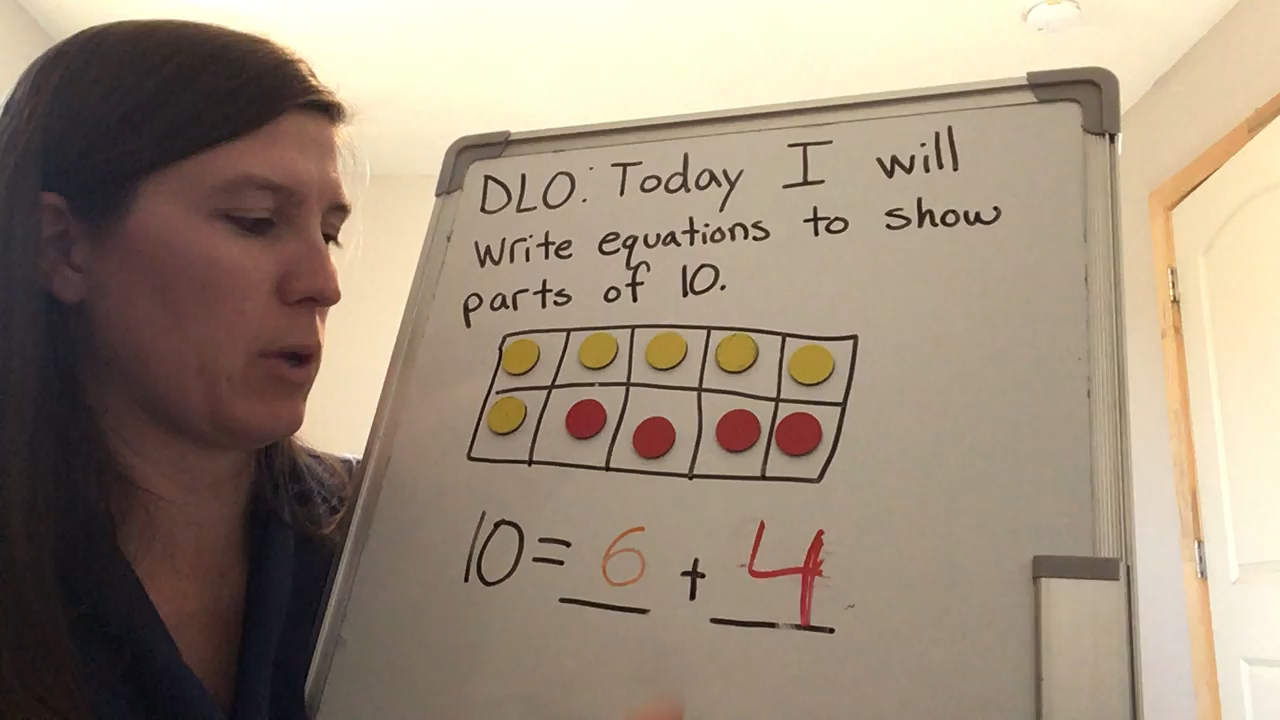 DLO: Today I will
write equations to show
parts of 10.
10 = 6 + 4